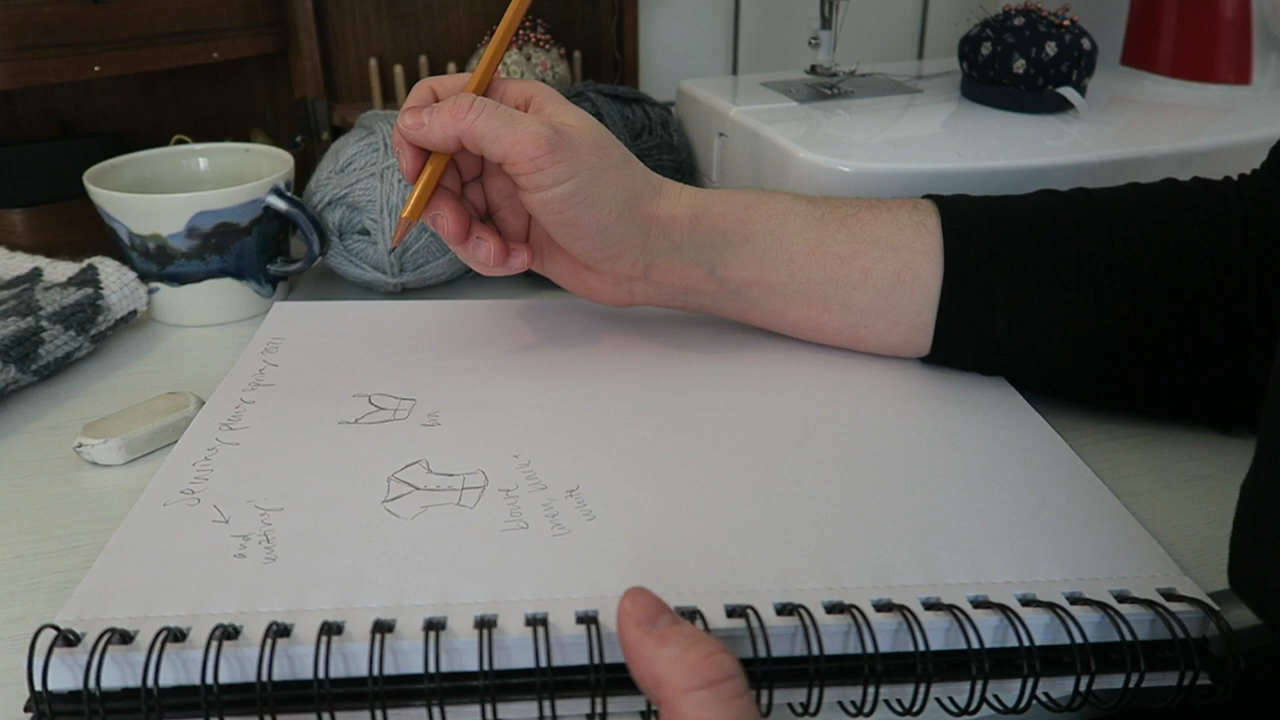 Sewing plans spring 2021
and
knitting!
bra
blouse
linen,
white